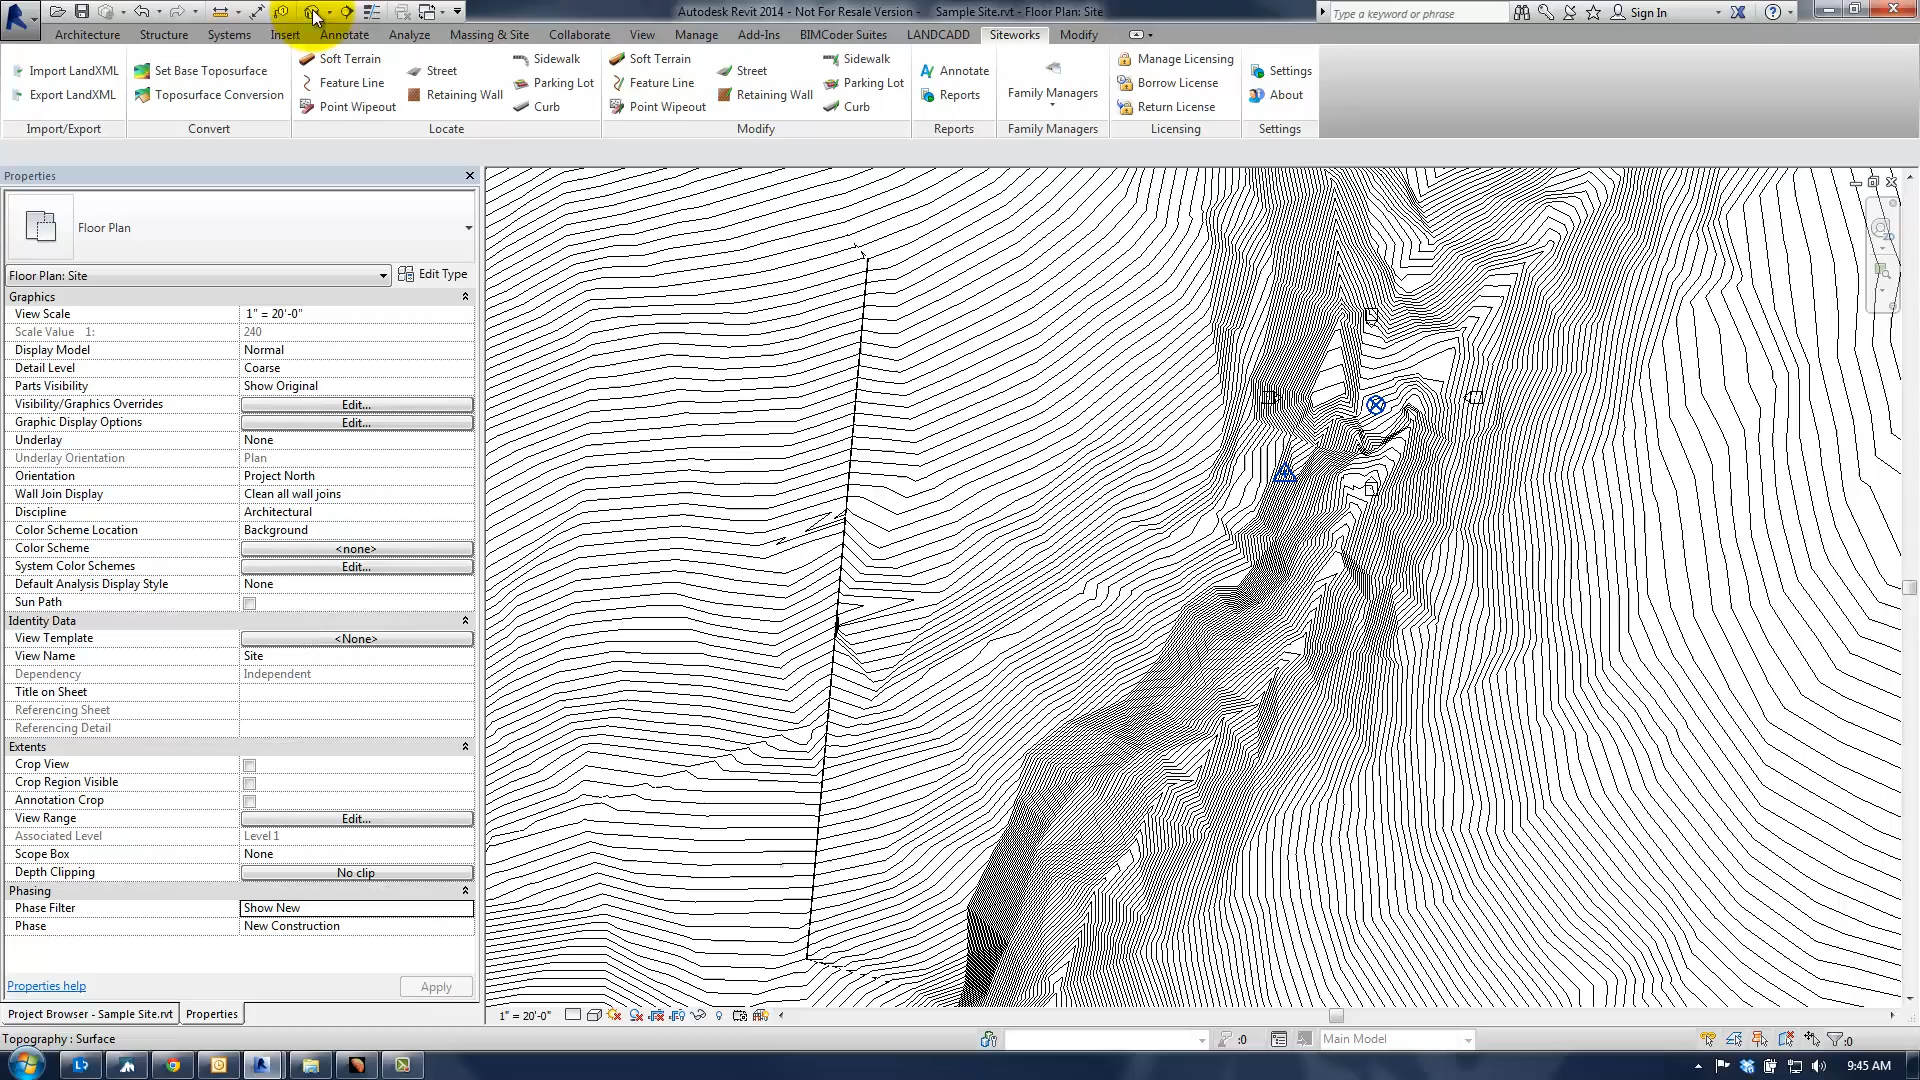 Autodesk Revit 2014 - Not For Resale Version -    Sample Site.rvt - Floor Plan: Site
Type a keyword or phrase
Sign In
Architecture Structure Systems Insert Annotate Analyze Massing & Site Collaborate View Manage Add-Ins BIMCoder Suites LANDCADD Siteworks Modify
Import LandXML
Export LandXML
Import/Export
Set Base Toposurface
Toposurface Conversion
Convert
Soft Terrain
Feature Line
Point Wipeout
Street
Retaining Wall
Sidewalk
Parking Lot
Curb
Locate
Soft Terrain
Feature Line
Point Wipeout
Street
Retaining Wall
Sidewalk
Parking Lot
Curb
Modify
Annotate
Reports
Reports
Family Managers
Family Managers
Manage Licensing
Borrow License
Return License
Licensing
Settings
About
Settings
Properties
Floor Plan
Floor Plan: Site
Edit Type
Graphics
View Scale 1" = 20'-0"
Scale Value 1: 240
Display Model Normal
Detail Level Coarse
Parts Visibility Show Original
Visibility/Graphics Overrides Edit...
Graphic Display Options Edit...
Underlay None
Underlay Orientation Plan
Orientation Project North
Wall Join Display Clean all wall joins
Discipline Architectural
Color Scheme Location Background
Color Scheme <none>
System Color Schemes Edit...
Default Analysis Display Style None
Sun Path
Identity Data
View Template <None>
View Name Site
Dependency Independent
Title on Sheet
Referencing Sheet
Referencing Detail
Extents
Crop View
Crop Region Visible
Annotation Crop
View Range Edit...
Associated Level Level 1
Scope Box None
Depth Clipping No clip
Phasing
Phase Filter Show New
Phase New Construction
Properties help
Apply
Project Browser - Sample Site.rvt
Properties
1" = 20'-0"
Topography : Surface
:0
Main Model
:0
9:45 AM